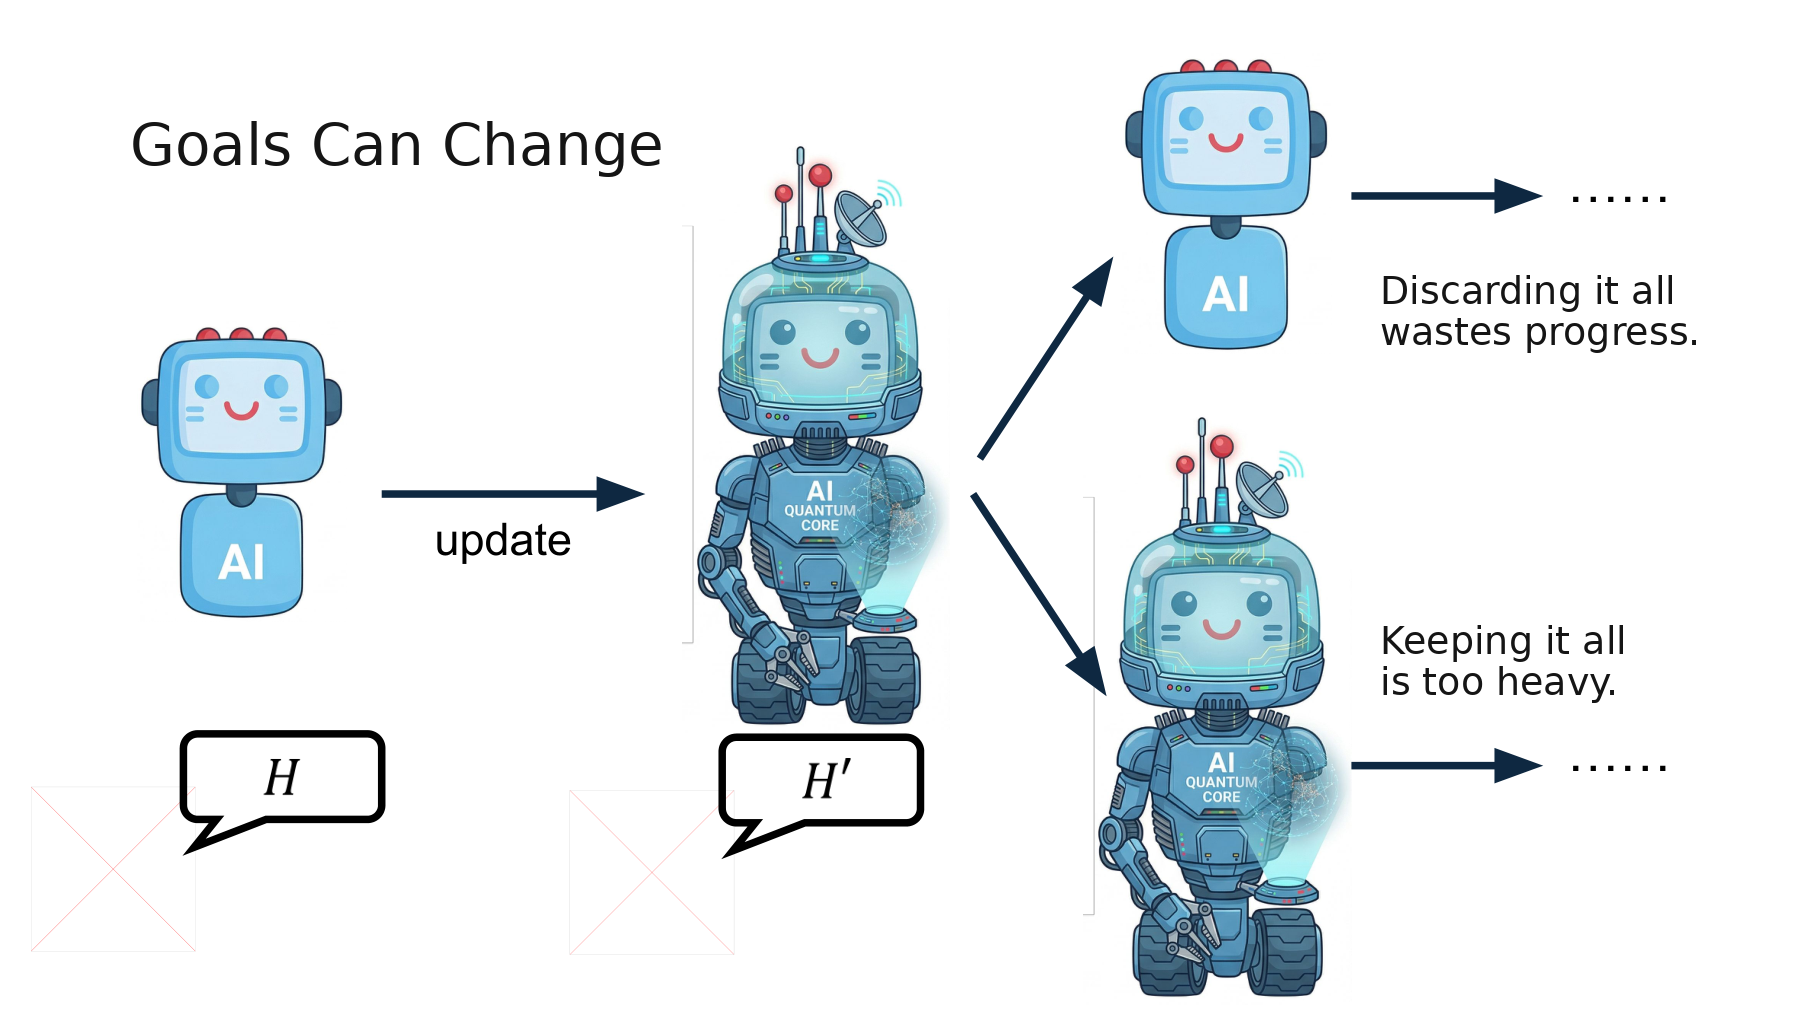 Goals Can Change
AI
update
H
AI
QUANTUM
CORE
H′
AI
......
Discarding it all
wastes progress.
AI
QUANTUM
CORE
Keeping it all
is too heavy.
......